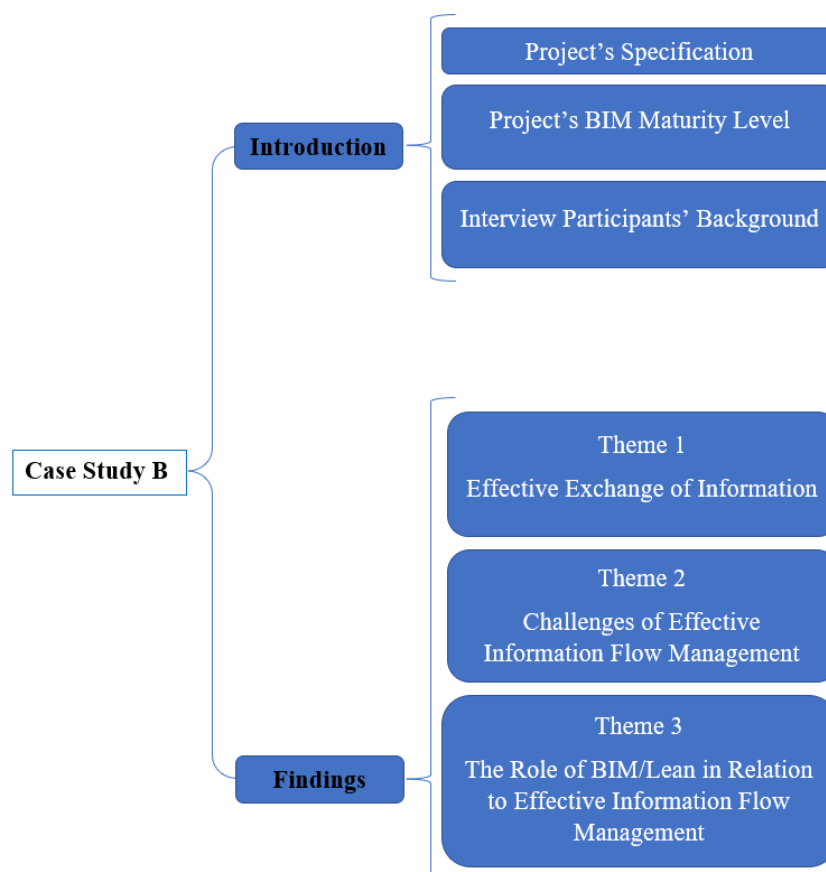 Project’s Specification
Project’s BIM Maturity Level
Introduction
Interview Participants’ Background
Case Study B
Theme 1
Effective Exchange of Information
Theme 2
Challenges of Effective
Information Flow Management
Findings
Theme 3
The Role of BIM/Lean in Relation
to Effective Information Flow
Management